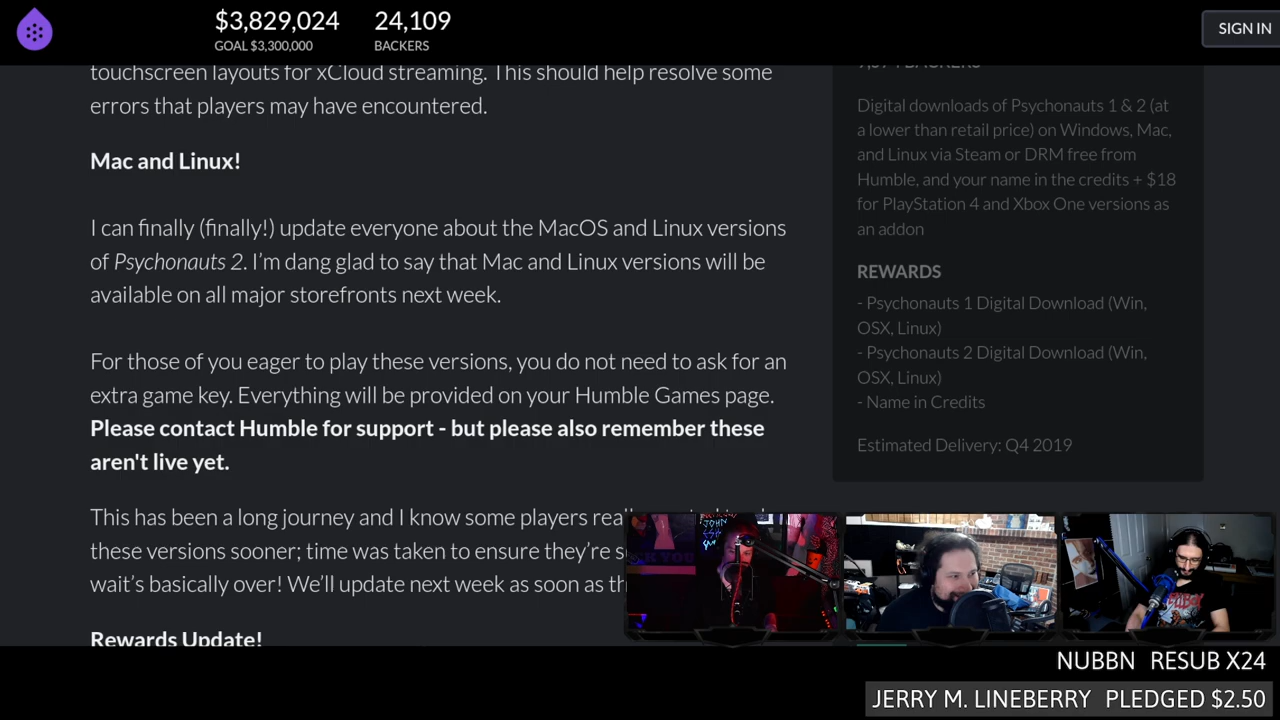 $3,829,024
GOAL $3,300,000
24,109
BACKERS
SIGN IN
touchscreen layouts for xCloud streaming. This should help resolve some
errors that players may have encountered.
Mac and Linux!
I can finally (finally!) update everyone about the MacOS and Linux versions
of Psychonauts 2. I'm dang glad to say that Mac and Linux versions will be
available on all major storefronts next week.
For those of you eager to play these versions, you do not need to ask for an
extra game key. Everything will be provided on your Humble Games page.
Please contact Humble for support - but please also remember these
aren't live yet.
This has been a long journey and I know some players
these versions sooner; time was taken to ensure they're
wait's basically over! We'll update next week as soon as
Rewards Update!
BACKERS
Digital downloads of Psychonauts 1 & 2 (at
a lower than retail price) on Windows, Mac,
and Linux via Steam or DRM free from
Humble, and your name in the credits + $18
for PlayStation 4 and Xbox One versions as
an addon
REWARDS
- Psychonauts 1 Digital Download (Win,
OSX, Linux)
- Psychonauts 2 Digital Download (Win,
OSX, Linux)
- Name in Credits
Estimated Delivery: Q4 2019
NUBBN RESUB X24
JERRY M. LINEBERRY PLEDGED $2.50